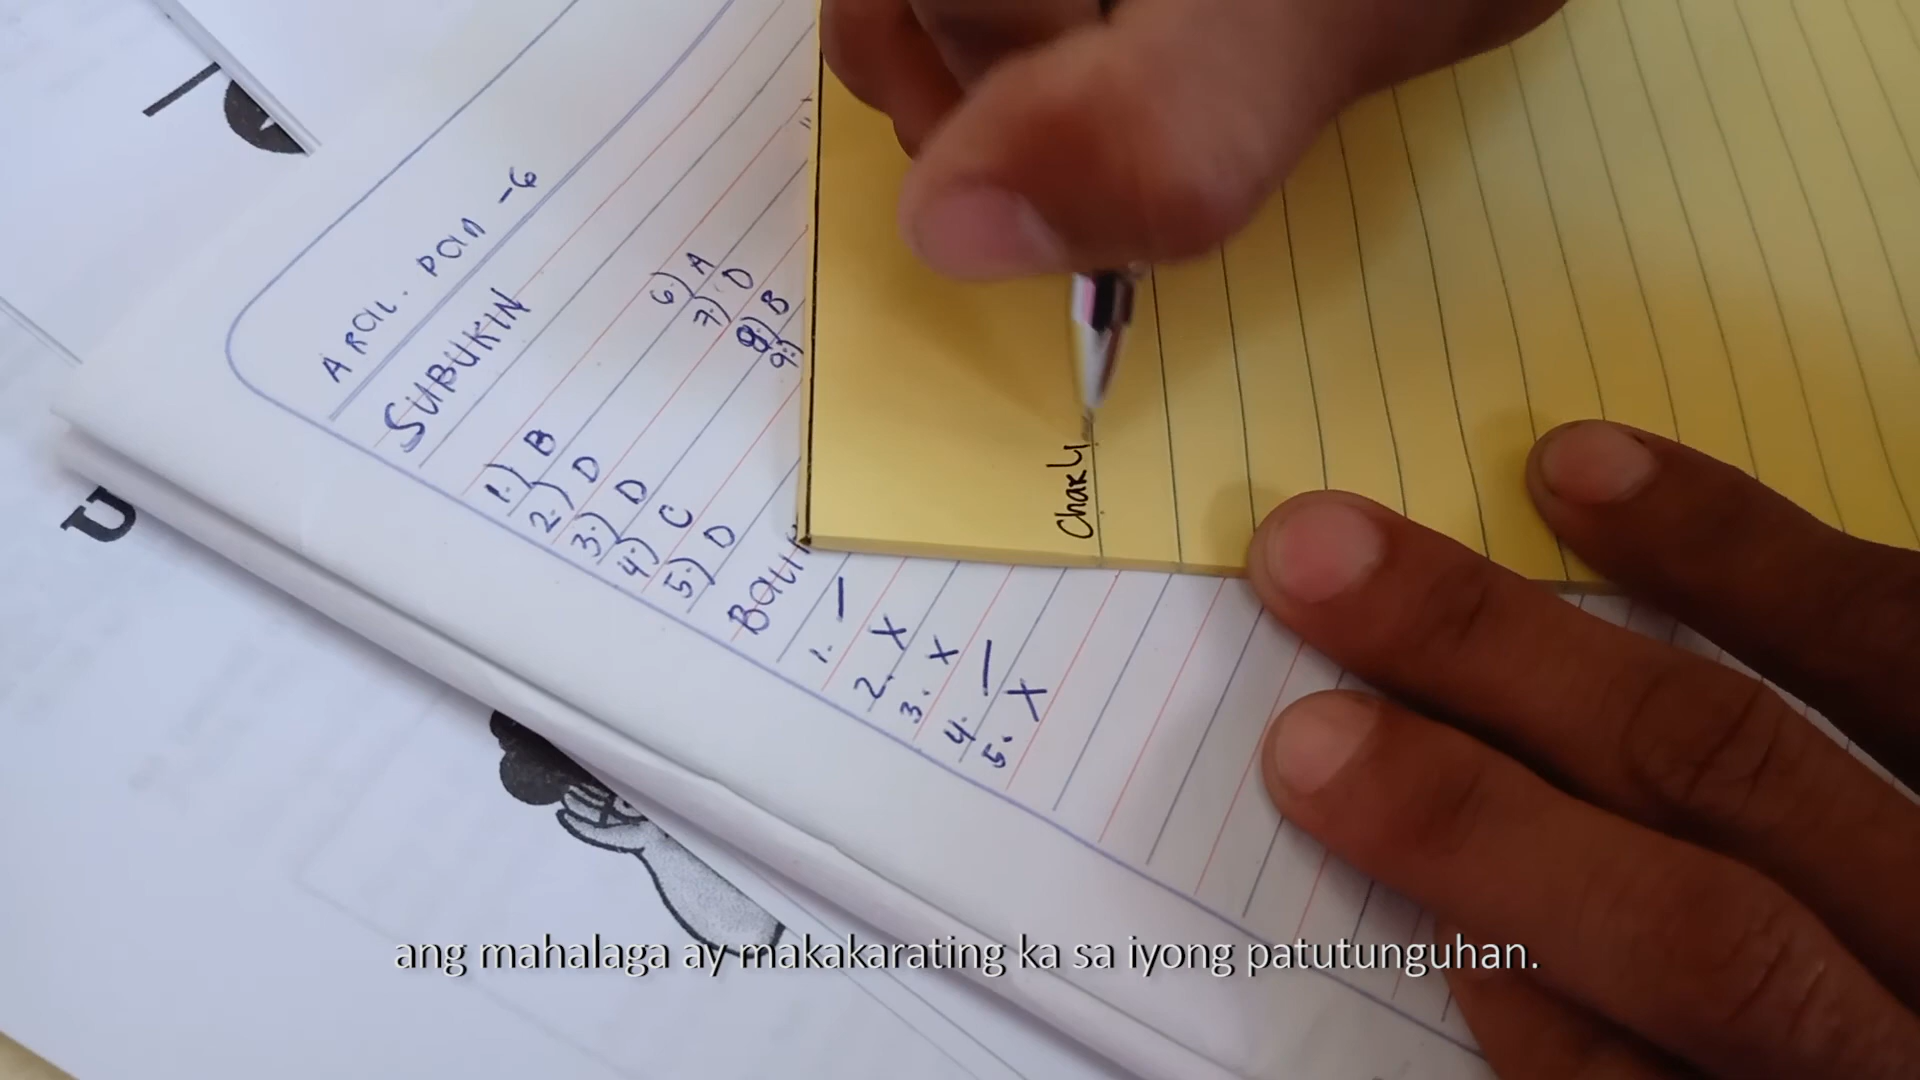 U
Aral. Pan -6
SUBUKIN
1.) B
2.) D
3.) D
4.) C
5.) D
6.) A
7.) D
8.) B
9.)
1. —
2. X
3. X
4. —
5. X
Charly
ang mahalaga ay makakarating ka sa iyong patutunguhan.